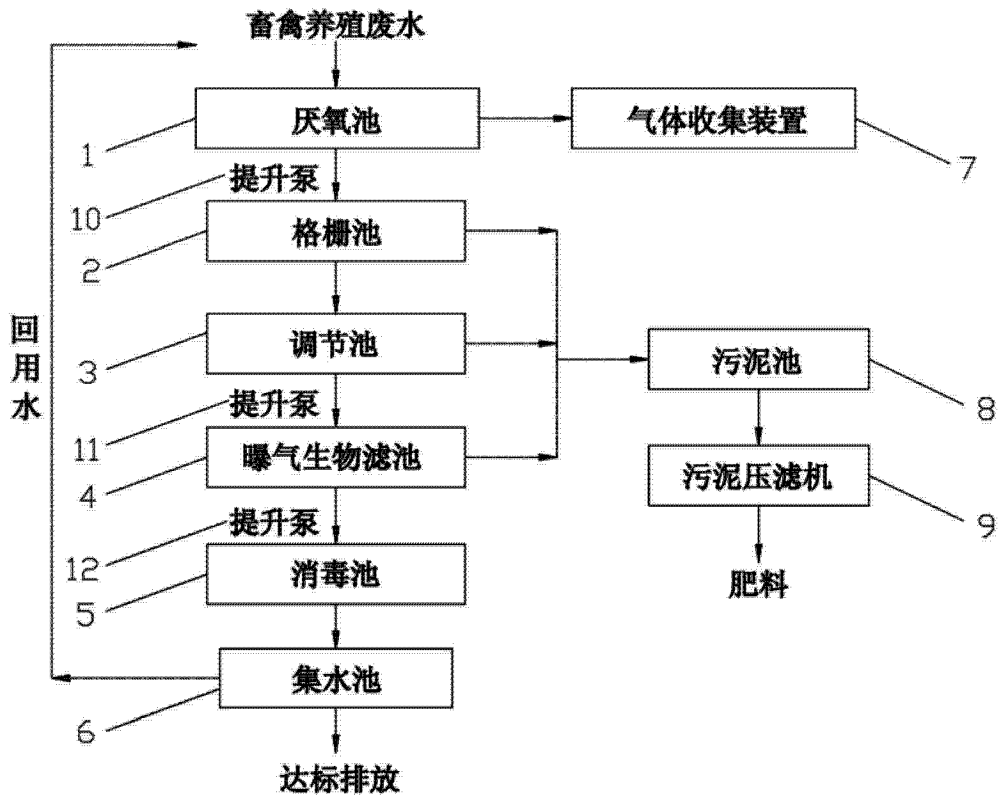 畜禽养殖废水
厌氧池
气体收集装置
1
7
提升泵
10
格栅池
2
回用水
调节池
3
污泥池
8
提升泵
11
曝气生物滤池
4
污泥压滤机
9
提升泵
12
消毒池
5
肥料
集水池
6
达标排放